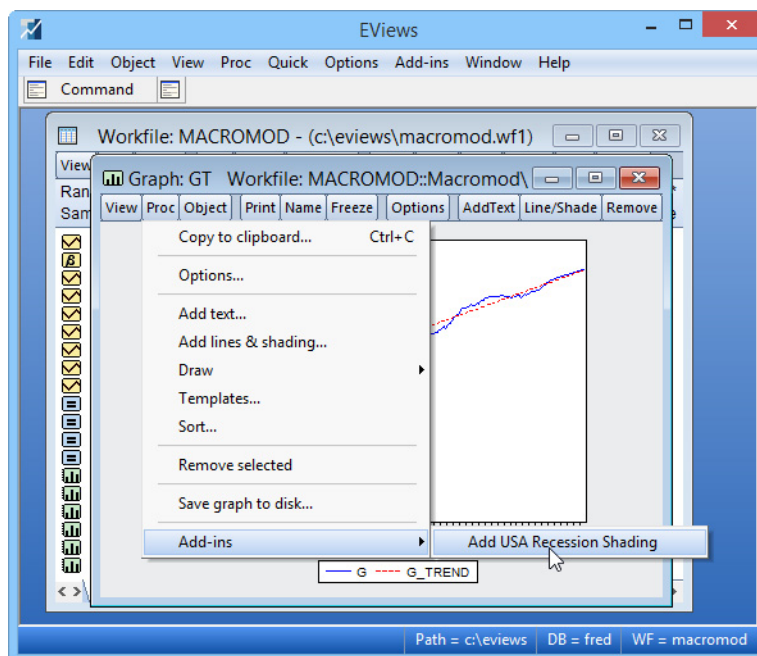 EViews
File Edit Object View Proc Quick Options Add-ins Window Help
Command
Workfile: MACROMOD - (c:\eviews\macromod.wf1)
View
Ran
Sam
Graph: GT Workfile: MACROMOD::Macromod\
View Proc Object Print Name Freeze Options AddText Line/Shade Remove
Copy to clipboard... Ctrl+C
Options...
Add text...
Add lines & shading...
Draw
Templates...
Sort...
Remove selected
Save graph to disk...
Add-ins
Add USA Recession Shading
G G_TREND
Path = c:\eviews DB = fred WF = macromod